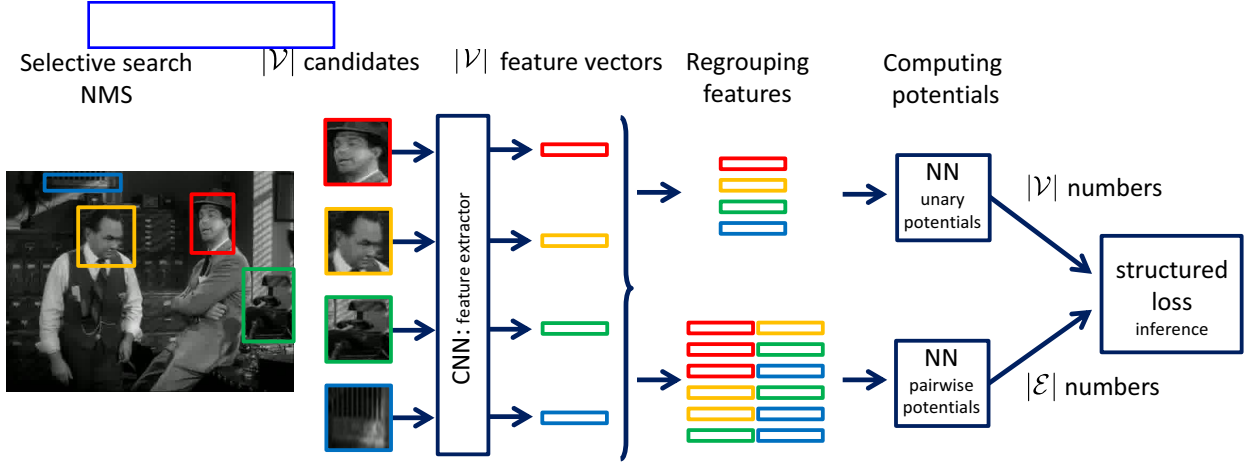 Selective search
NMS
|𝒱| candidates
|𝒱| feature vectors
Regrouping
features
Computing
potentials
CNN: feature extractor
NN
unary
potentials
|𝒱| numbers
structured
loss
inference
NN
pairwise
potentials
|ℰ| numbers